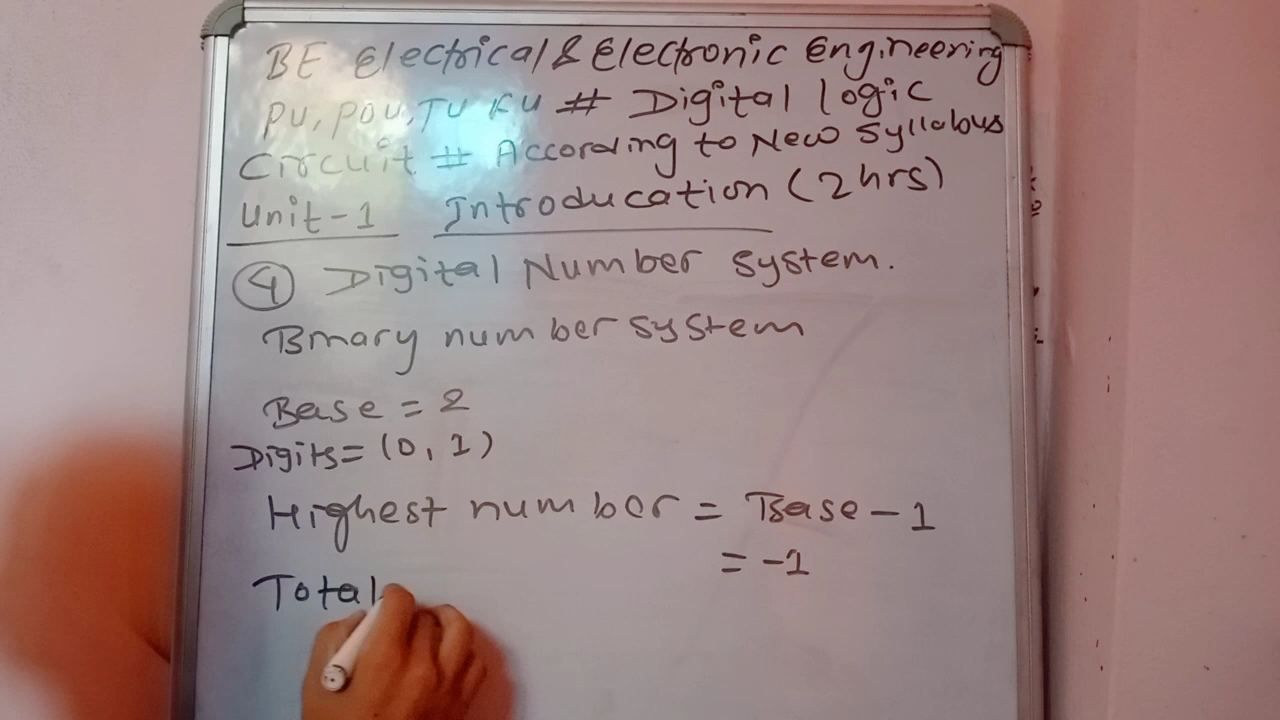 BE Electrical & Electronic Engineering
PU, POU, TU KU # Digital logic
Circuit # According to New Syllabus
Unit-1 Introducation (2hrs)
4 Digital Number system.
Binary number system
Base = 2
Digits = (0, 1)
Highest number = Base - 1
= -1
Total